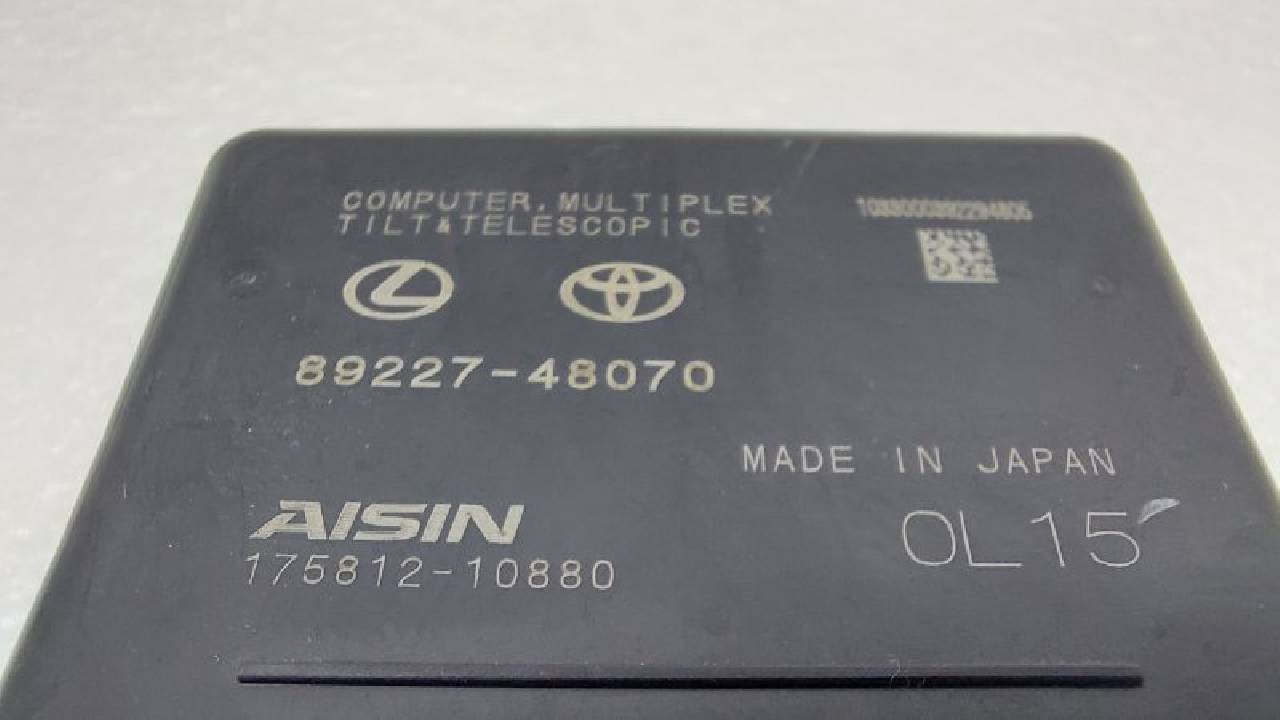 COMPUTER, MULTIPLEX
TILT&TELESCOPIC
89227-48070
MADE IN JAPAN
AISIN
0L15
175812-10880